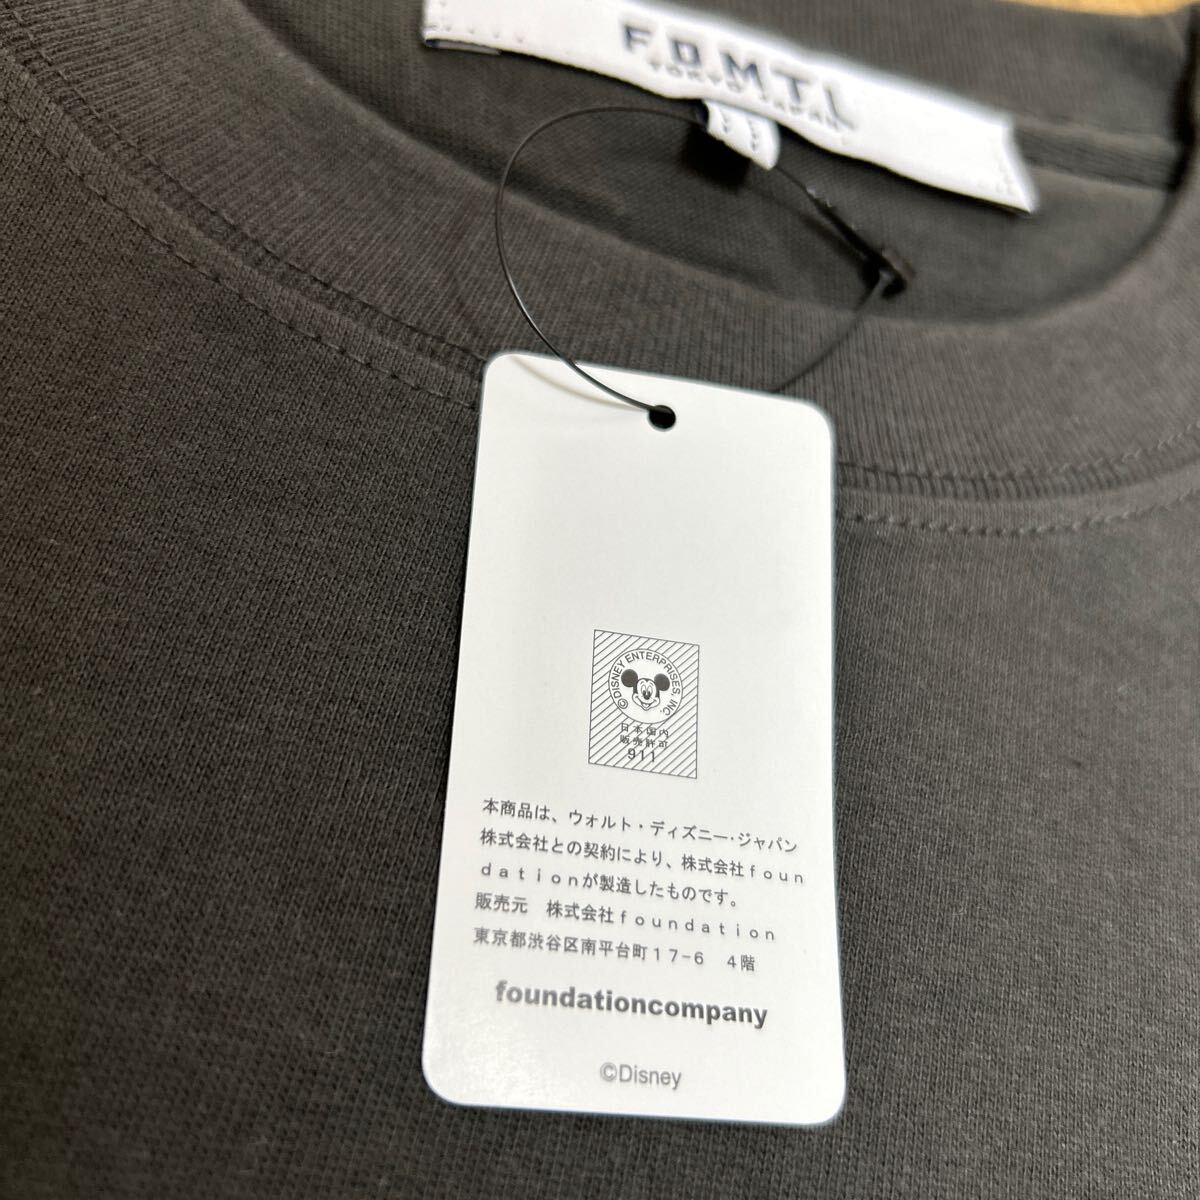 FDMTL
TOKYO JAPAN
©DISNEY ENTERPRISES, INC.
日本国内
販売許可
911
本商品は、ウォルト・ディズニー・ジャパン
株式会社との契約により、株式会社ｆｏｕｎ
ｄａｔｉｏｎが製造したものです。
販売元　株式会社ｆｏｕｎｄａｔｉｏｎ
東京都渋谷区南平台町１７−６　４階
foundationcompany
©Disney